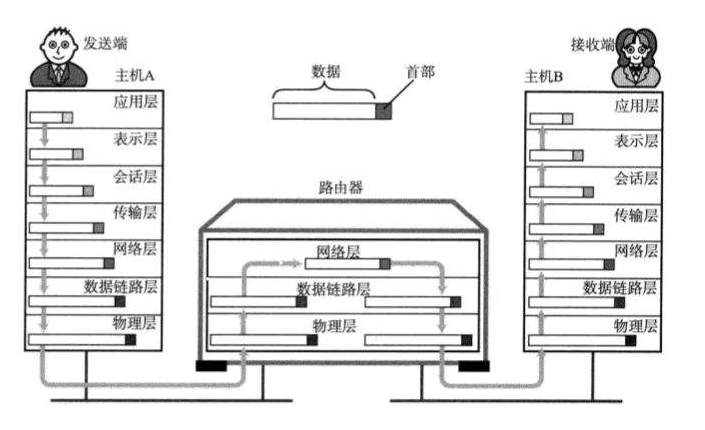 发送端
接收端
主机A
数据
首部
主机B
应用层
表示层
会话层
传输层
网络层
数据链路层
物理层
路由器
网络层
数据链路层
物理层
应用层
表示层
会话层
传输层
网络层
数据链路层
物理层